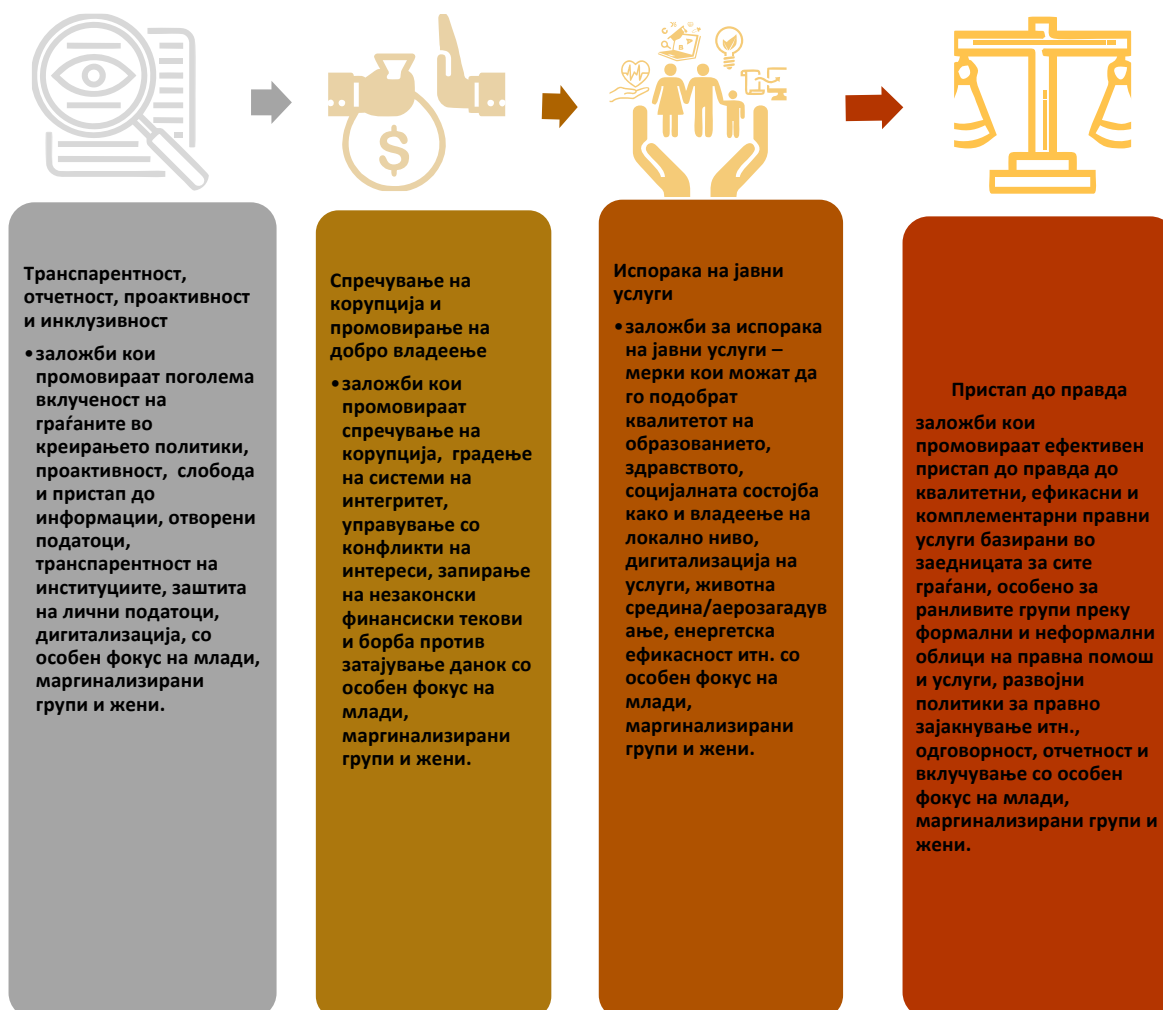 Транспарентност,
отчетност, проактивност
и инклузивност
•заложби кои
промовираат поголема
вклученост на
граѓаните во
креирањето политики,
проактивност, слобода
и пристап до
информации, отворени
податоци,
транспарентност на
институциите, заштита
на лични податоци,
дигитализација, со
особен фокус на млади,
маргинализирани
групи и жени.
Спречување на
корупција и
промовирање на
добро владеење
•заложби кои
промовираат
спречување на
корупција, градење
на системи на
интегритет,
управување со
конфликти на
интереси, запирање
на незаконски
финансиски текови
и борба против
затајување данок со
особен фокус на
млади,
маргинализирани
групи и жени.
Испорака на јавни
услуги
•заложби за испорака
на јавни услуги –
мерки кои можат да
го подобрат
квалитетот на
образованието,
здравството,
социјалната состојба
како и владеење на
локално ниво,
дигитализација на
услуги, животна
средина/аерозагадув
ање, енергетска
ефикасност итн. со
особен фокус на
млади,
маргинализирани
групи и жени.
Пристап до правда
заложби кои
промовираат ефективен
пристап до правда до
квалитетни, ефикасни и
комплементарни правни
услуги базирани во
заедницата за сите
граѓани, особено за
ранливите групи преку
формални и неформални
облици на правна помош
и услуги, развојни
политики за правно
зајакнување итн.,
одговорност, отчетност и
вклучување со особен
фокус на млади,
маргинализирани групи и
жени.